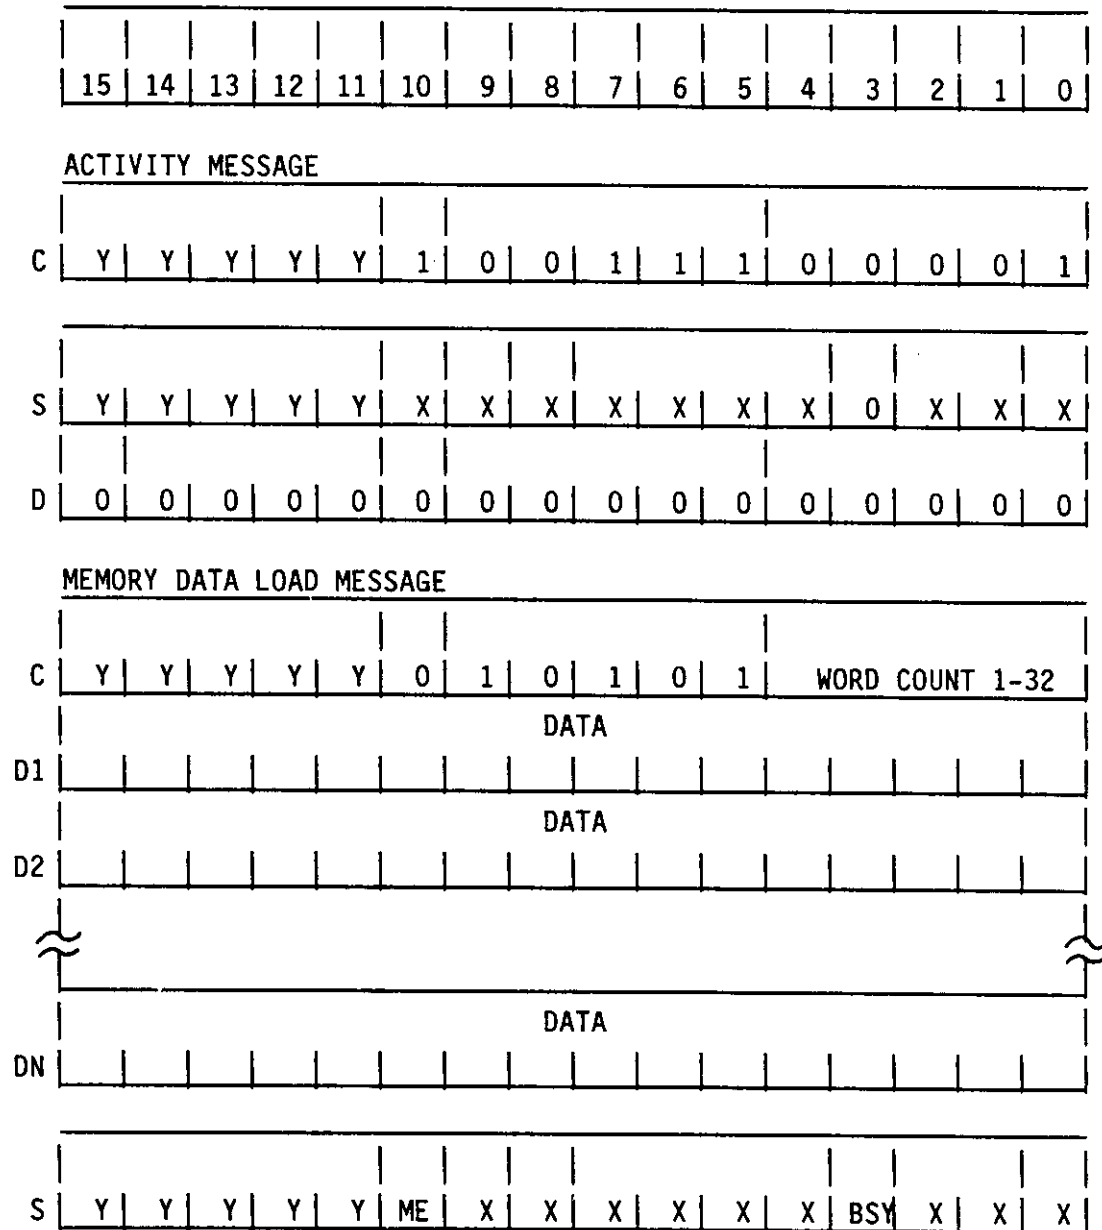 15 14 13 12 11 10 9 8 7 6 5 4 3 2 1 0
ACTIVITY MESSAGE
C Y Y Y Y Y 1 0 0 1 1 1 0 0 0 0 1
S Y Y Y Y Y X X X X X X X 0 X X X
D 0 0 0 0 0 0 0 0 0 0 0 0 0 0 0 0
MEMORY DATA LOAD MESSAGE
C Y Y Y Y Y 0 1 0 1 0 1 WORD COUNT 1-32
DATA
D1
DATA
D2
DATA
DN
S Y Y Y Y Y ME X X X X X X BSY X X X